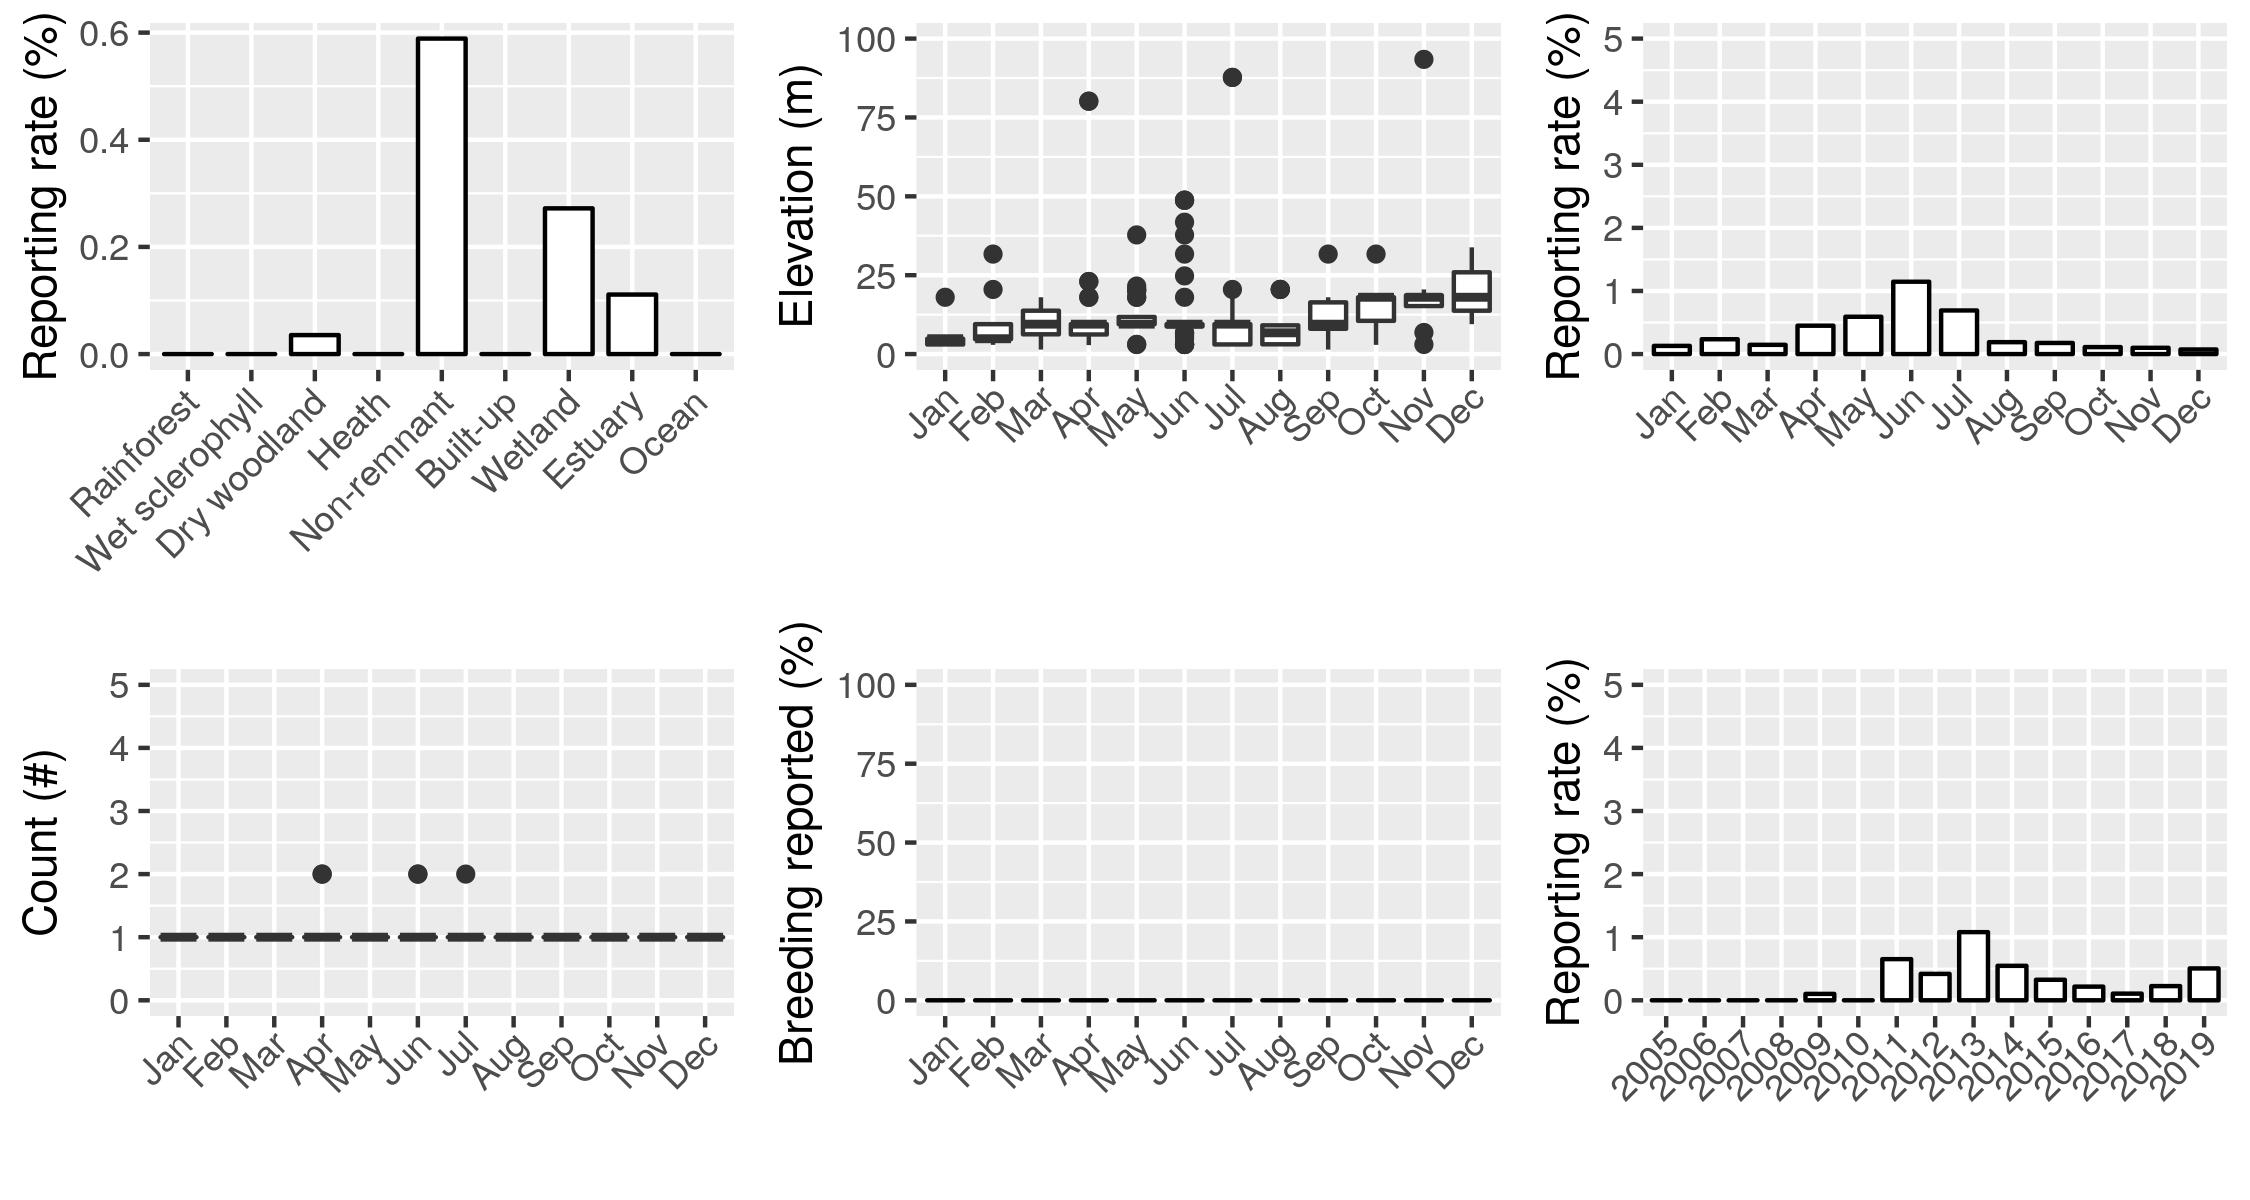 Reporting rate (%)
0.6
0.4
0.2
0.0
Rainforest
Wet sclerophyll
Dry woodland
Heath
Non-remnant
Built-up
Wetland
Estuary
Ocean
Elevation (m)
100
75
50
25
0
Jan
Feb
Mar
Apr
May
Jun
Jul
Aug
Sep
Oct
Nov
Dec
Reporting rate (%)
5
4
3
2
1
0
Jan
Feb
Mar
Apr
May
Jun
Jul
Aug
Sep
Oct
Nov
Dec
Count (#)
5
4
3
2
1
0
Jan
Feb
Mar
Apr
May
Jun
Jul
Aug
Sep
Oct
Nov
Dec
Breeding reported (%)
100
75
50
25
0
Jan
Feb
Mar
Apr
May
Jun
Jul
Aug
Sep
Oct
Nov
Dec
Reporting rate (%)
5
4
3
2
1
0
2005
2006
2007
2008
2009
2010
2011
2012
2013
2014
2015
2016
2017
2018
2019